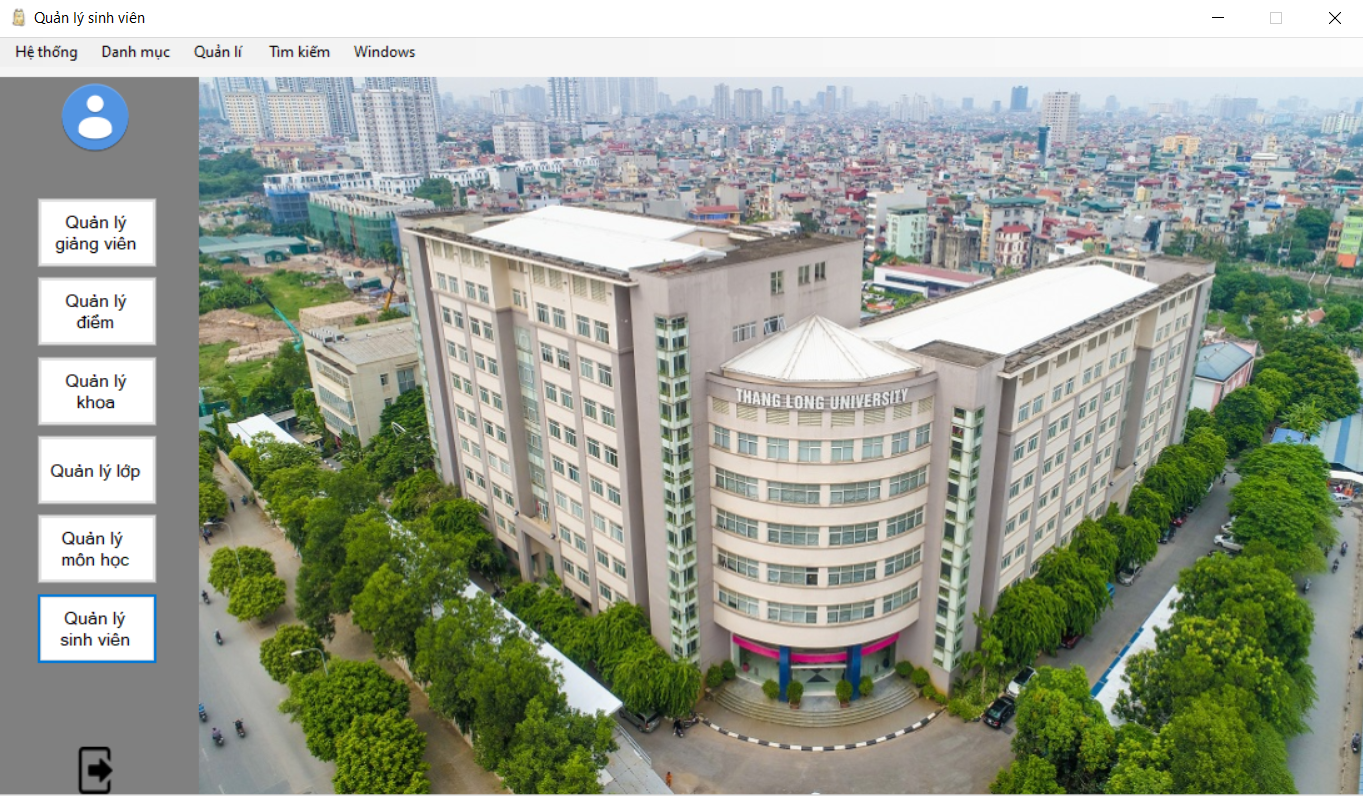 Quản lý sinh viên
Hệ thống Danh mục Quản lí Tìm kiếm Windows
Quản lý
giảng viên
Quản lý
điểm
Quản lý
khoa
Quản lý lớp
Quản lý
môn học
Quản lý
sinh viên
THANG LONG UNIVERSITY